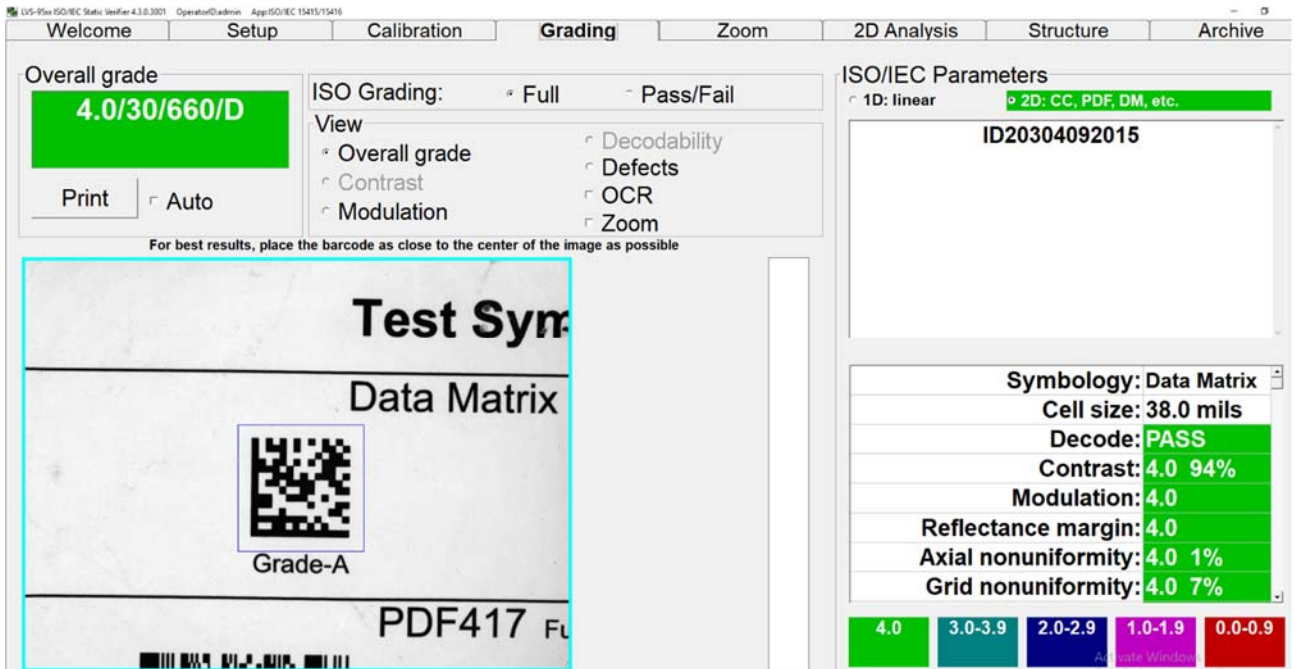 LVS-95xx ISO/IEC Static Verifier 4.3.0.3001 OperatorID:admin App:ISO/IEC 15415/15416
Welcome Setup Calibration Grading Zoom 2D Analysis Structure Archive
Overall grade
4.0/30/660/D
Print Auto
ISO Grading: Full Pass/Fail
View
Overall grade
Contrast
Modulation
Decodability
Defects
OCR
Zoom
For best results, place the barcode as close to the center of the image as possible
Test Sym
Data Matrix
Grade-A
PDF417 Fu
ISO/IEC Parameters
1D: linear 2D: CC, PDF, DM, etc.
ID20304092015
Symbology: Data Matrix
Cell size: 38.0 mils
Decode: PASS
Contrast: 4.0 94%
Modulation: 4.0
Reflectance margin: 4.0
Axial nonuniformity: 4.0 1%
Grid nonuniformity: 4.0 7%
4.0 3.0-3.9 2.0-2.9 1.0-1.9 0.0-0.9
Activate Windows